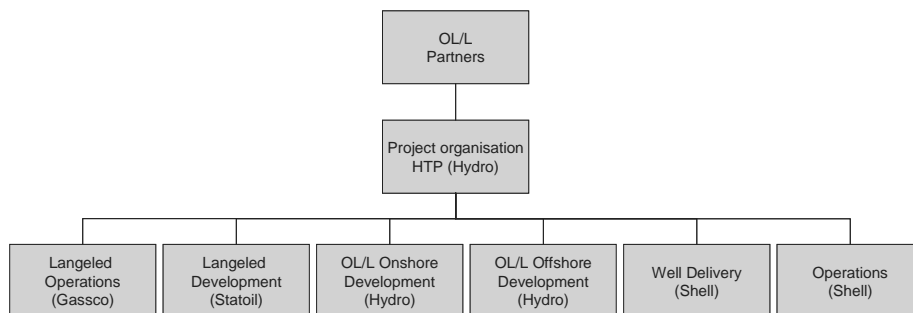 OL/L
Partners
Project organisation
HTP (Hydro)
Langeled
Operations
(Gassco)
Langeled
Development
(Statoil)
OL/L Onshore
Development
(Hydro)
OL/L Offshore
Development
(Hydro)
Well Delivery
(Shell)
Operations
(Shell)